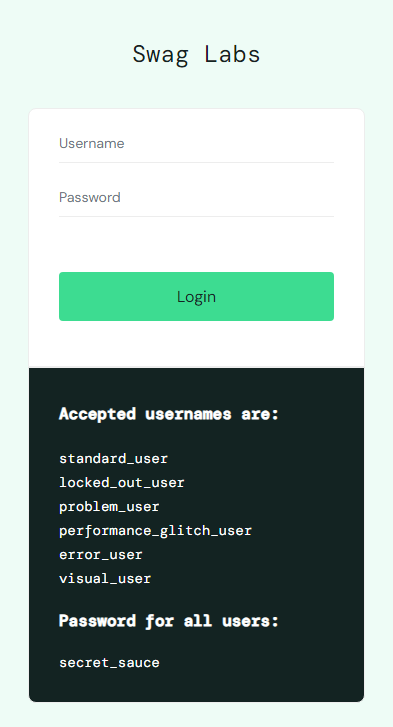 Swag Labs
Username
Password
Login
Accepted usernames are:
standard_user
locked_out_user
problem_user
performance_glitch_user
error_user
visual_user
Password for all users:
secret_sauce